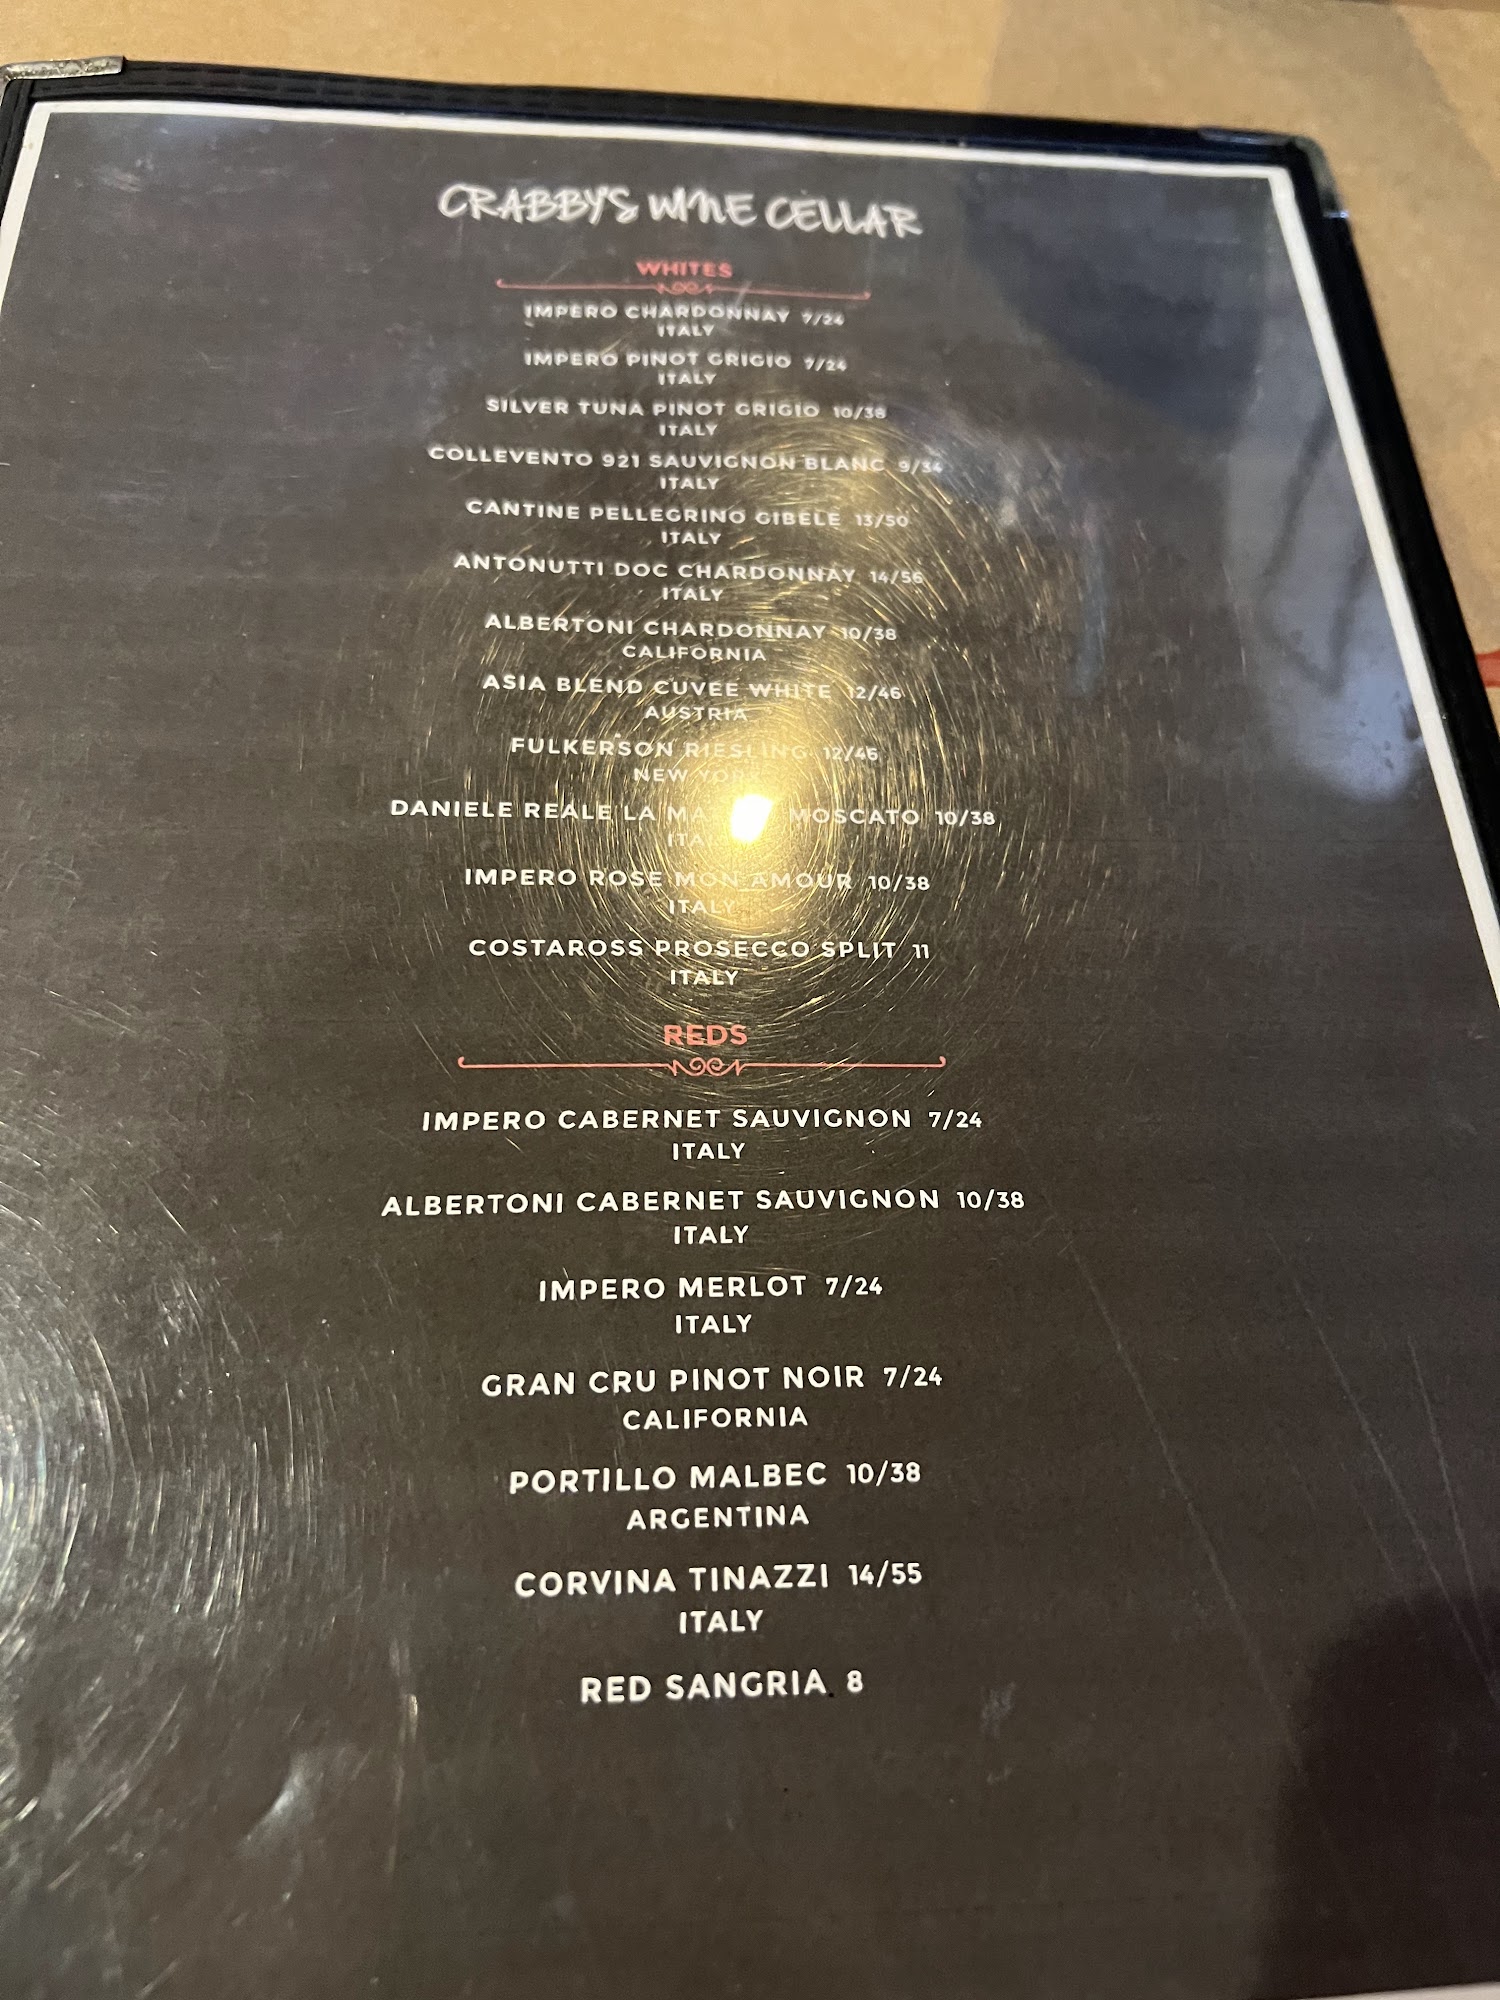 CRABBY'S WINE CELLAR
WHITES
IMPERO CHARDONNAY 7/24
ITALY
IMPERO PINOT GRIGIO 7/24
ITALY
SILVER TUNA PINOT GRIGIO 10/38
ITALY
COLLEVENTO 921 SAUVIGNON BLANC 9/34
ITALY
CANTINE PELLEGRINO GIBELE 13/50
ITALY
ANTONUTTI DOC CHARDONNAY 14/56
ITALY
ALBERTONI CHARDONNAY 10/38
CALIFORNIA
ASIA BLEND CUVEE WHITE 12/46
AUSTRIA
FULKERSON RIESLING 12/46
NEW YORK
DANIELE REALE LA MOSCATO 10/38
ITALY
IMPERO ROSE MON AMOUR 10/38
ITALY
COSTAROSS PROSECCO SPLIT 11
ITALY
REDS
IMPERO CABERNET SAUVIGNON 7/24
ITALY
ALBERTONI CABERNET SAUVIGNON 10/38
ITALY
IMPERO MERLOT 7/24
ITALY
GRAN CRU PINOT NOIR 7/24
CALIFORNIA
PORTILLO MALBEC 10/38
ARGENTINA
CORVINA TINAZZI 14/55
ITALY
RED SANGRIA 8